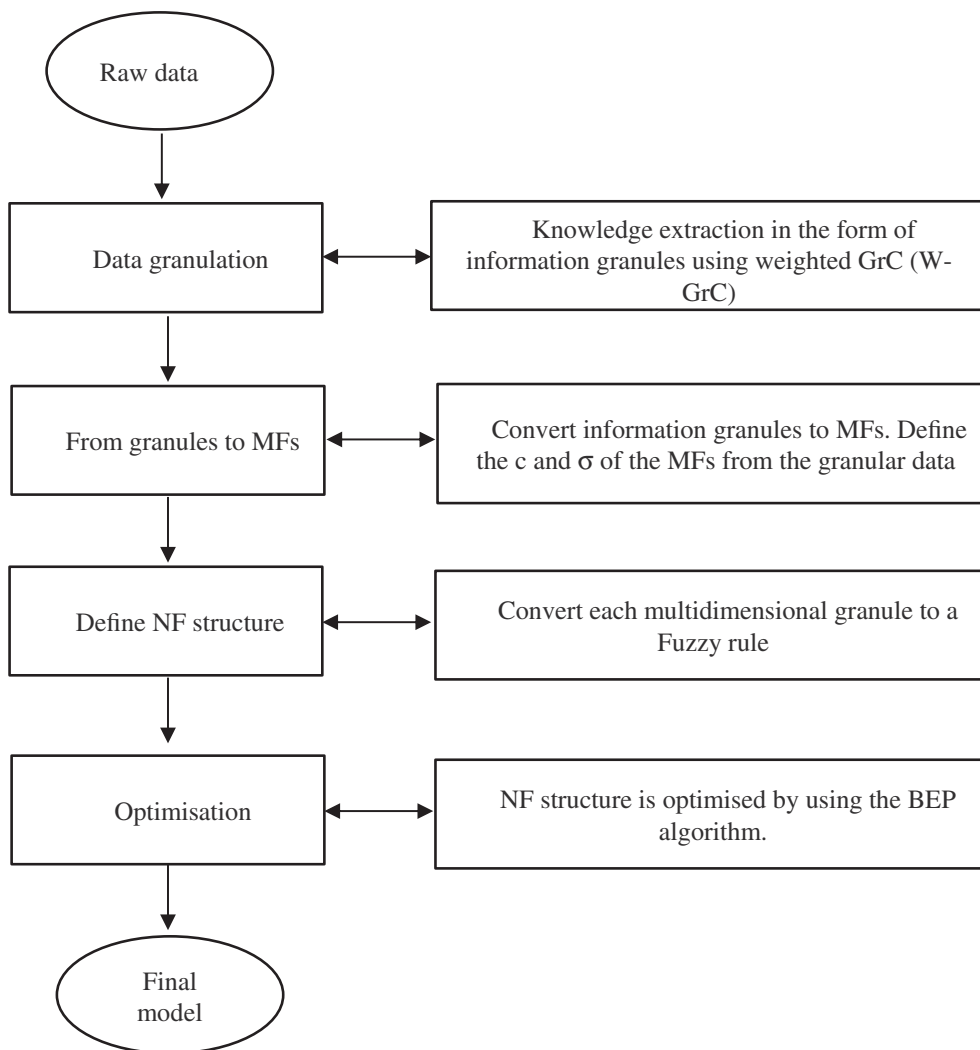 Raw data
Data granulation
Knowledge extraction in the form of
information granules using weighted GrC (W-
GrC)
From granules to MFs
Convert information granules to MFs. Define
the c and σ of the MFs from the granular data
Define NF structure
Convert each multidimensional granule to a
Fuzzy rule
Optimisation
NF structure is optimised by using the BEP
algorithm.
Final
model